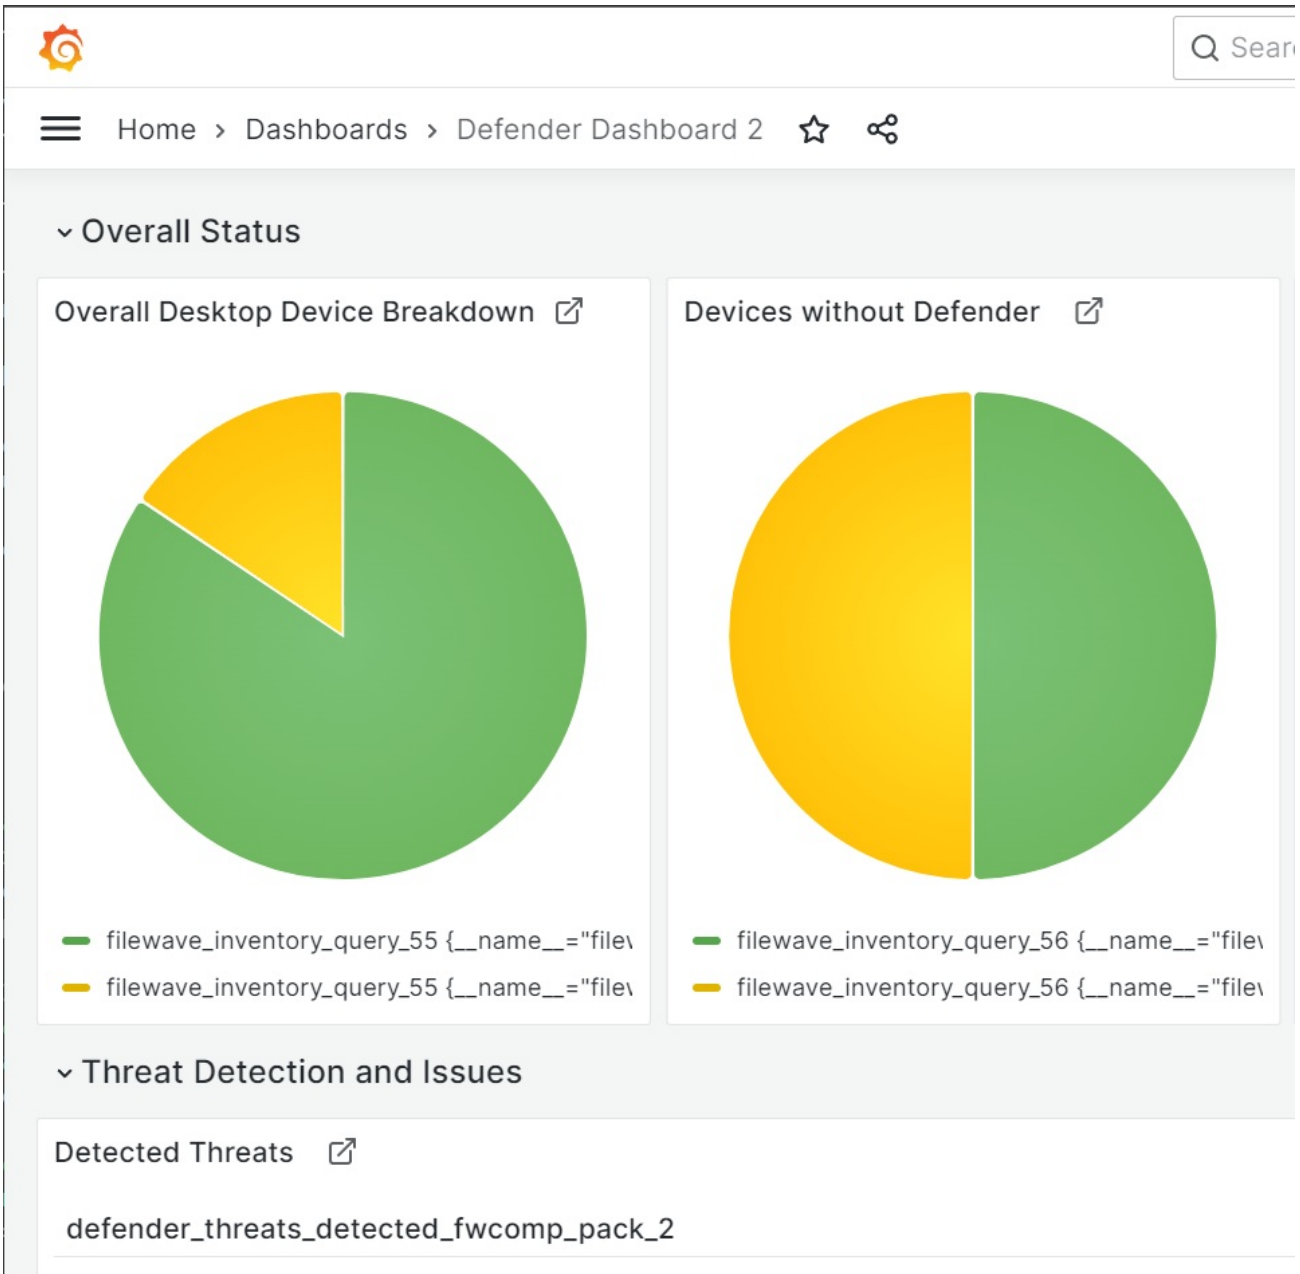 Sear
Home > Dashboards > Defender Dashboard 2
Overall Status
Overall Desktop Device Breakdown
Devices without Defender
filewave_inventory_query_55 {__name__="file
filewave_inventory_query_55 {__name__="file
filewave_inventory_query_56 {__name__="file
filewave_inventory_query_56 {__name__="file
Threat Detection and Issues
Detected Threats
defender_threats_detected_fwcomp_pack_2